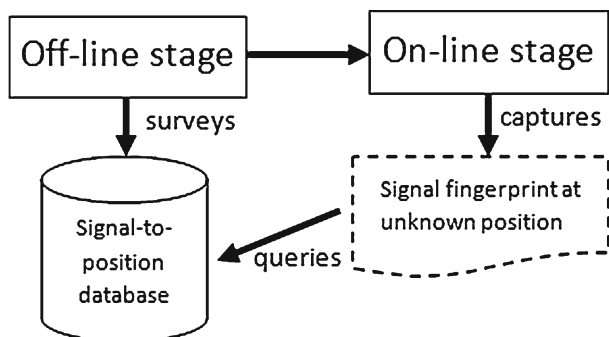 Off-line stage
On-line stage
surveys
captures
Signal-to-
position
database
Signal fingerprint at
unknown position
queries